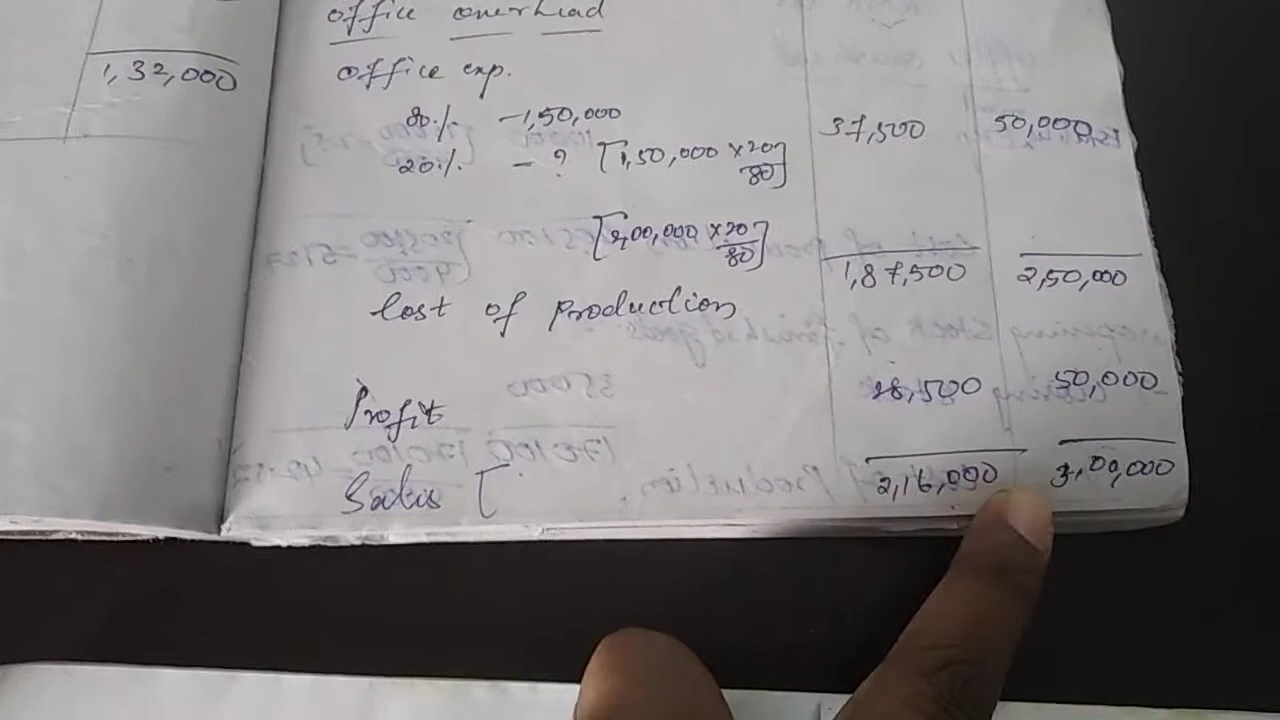 1,32,000
office overhead
office exp.
80% - 1,50,000 37,500 50,000
20% - ? [1,50,000 × 20/80]
[2,00,000 × 20/80]
1,87,500 2,50,000
Cost of production
Profit 28,500 50,000
Sales [ 2,16,000 3,00,000